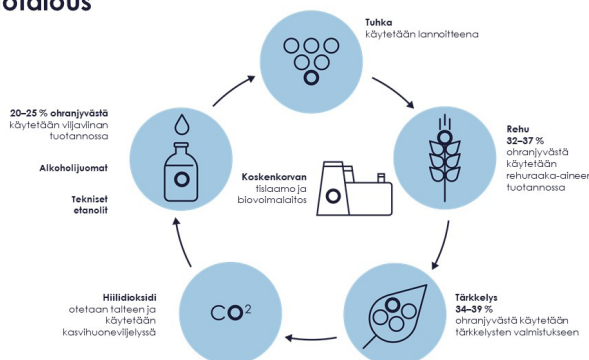 Tuhka
käytetään lannoitteena
20–25 % ohranjyvästä
käytetään viljaviinan
tuotannossa
Alkoholijuomat
Tekniset
etanolit
Rehu
32–37 %
ohranjyvästä
käytetään
rehuraaka-aineen
tuotannossa
Koskenkorvan
tislaamo ja
biovoimalaitos
Hiilidioksidi
otetaan talteen ja
käytetään
kasvihuoneviljelyssä
CO2
Tärkkelys
34–39 %
ohranjyvästä käytetään
tärkkelysten valmistukseen